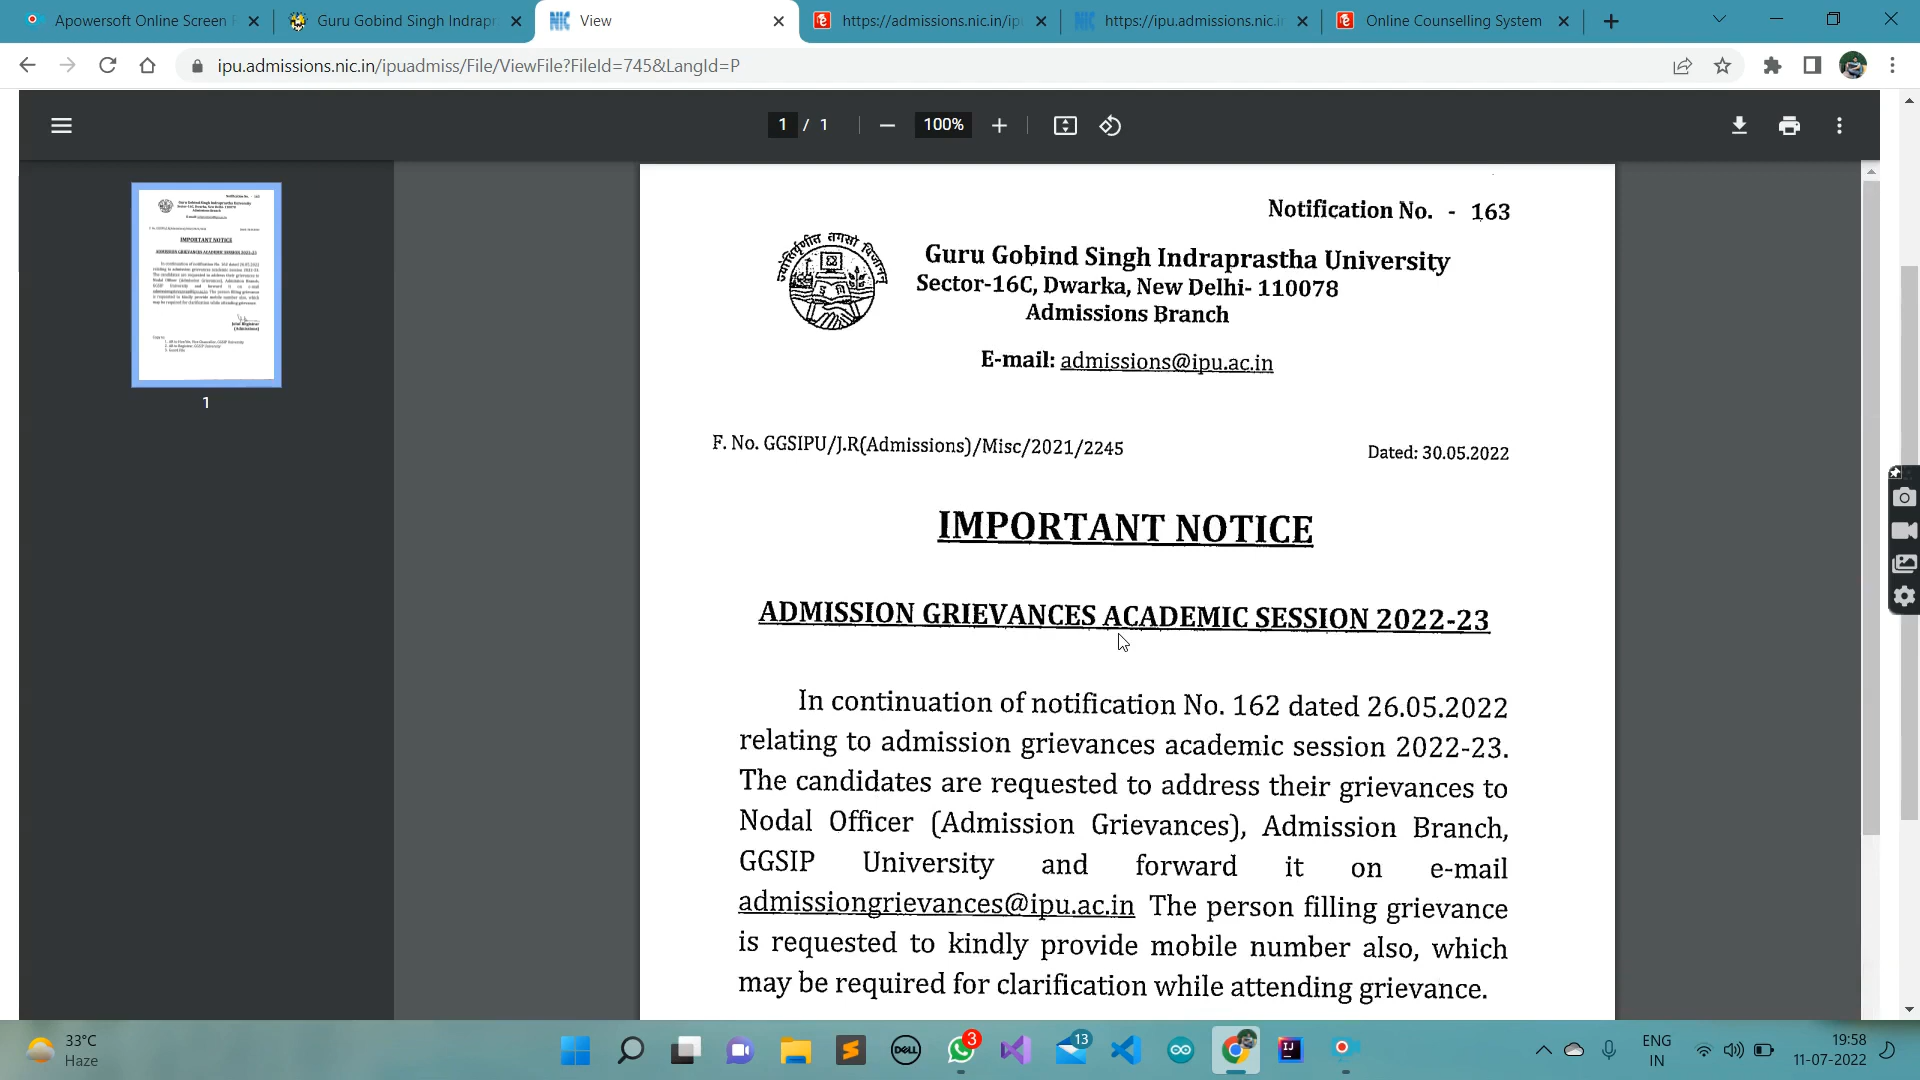 Apowersoft Online Screen R
Guru Gobind Singh Indrapr
View
https://admissions.nic.in/ipu
https://ipu.admissions.nic.i
Online Counselling System
ipu.admissions.nic.in/ipuadmiss/File/ViewFile?FileId=745&LangId=P
1 / 1
100%
1
Notification No. - 163
ज्योतिर्वृणीत तमसो विजानन
Guru Gobind Singh Indraprastha University
Sector-16C, Dwarka, New Delhi- 110078
Admissions Branch
E-mail: admissions@ipu.ac.in
F. No. GGSIPU/J.R(Admissions)/Misc/2021/2245
Dated: 30.05.2022
IMPORTANT NOTICE
ADMISSION GRIEVANCES ACADEMIC SESSION 2022-23
In continuation of notification No. 162 dated 26.05.2022
relating to admission grievances academic session 2022-23.
The candidates are requested to address their grievances to
Nodal Officer (Admission Grievances), Admission Branch,
GGSIP University and forward it on e-mail
admissiongrievances@ipu.ac.in The person filling grievance
is requested to kindly provide mobile number also, which
may be required for clarification while attending grievance.
33°C
Haze
DELL
3
13
IJ
ENG
IN
19:58
11-07-2022